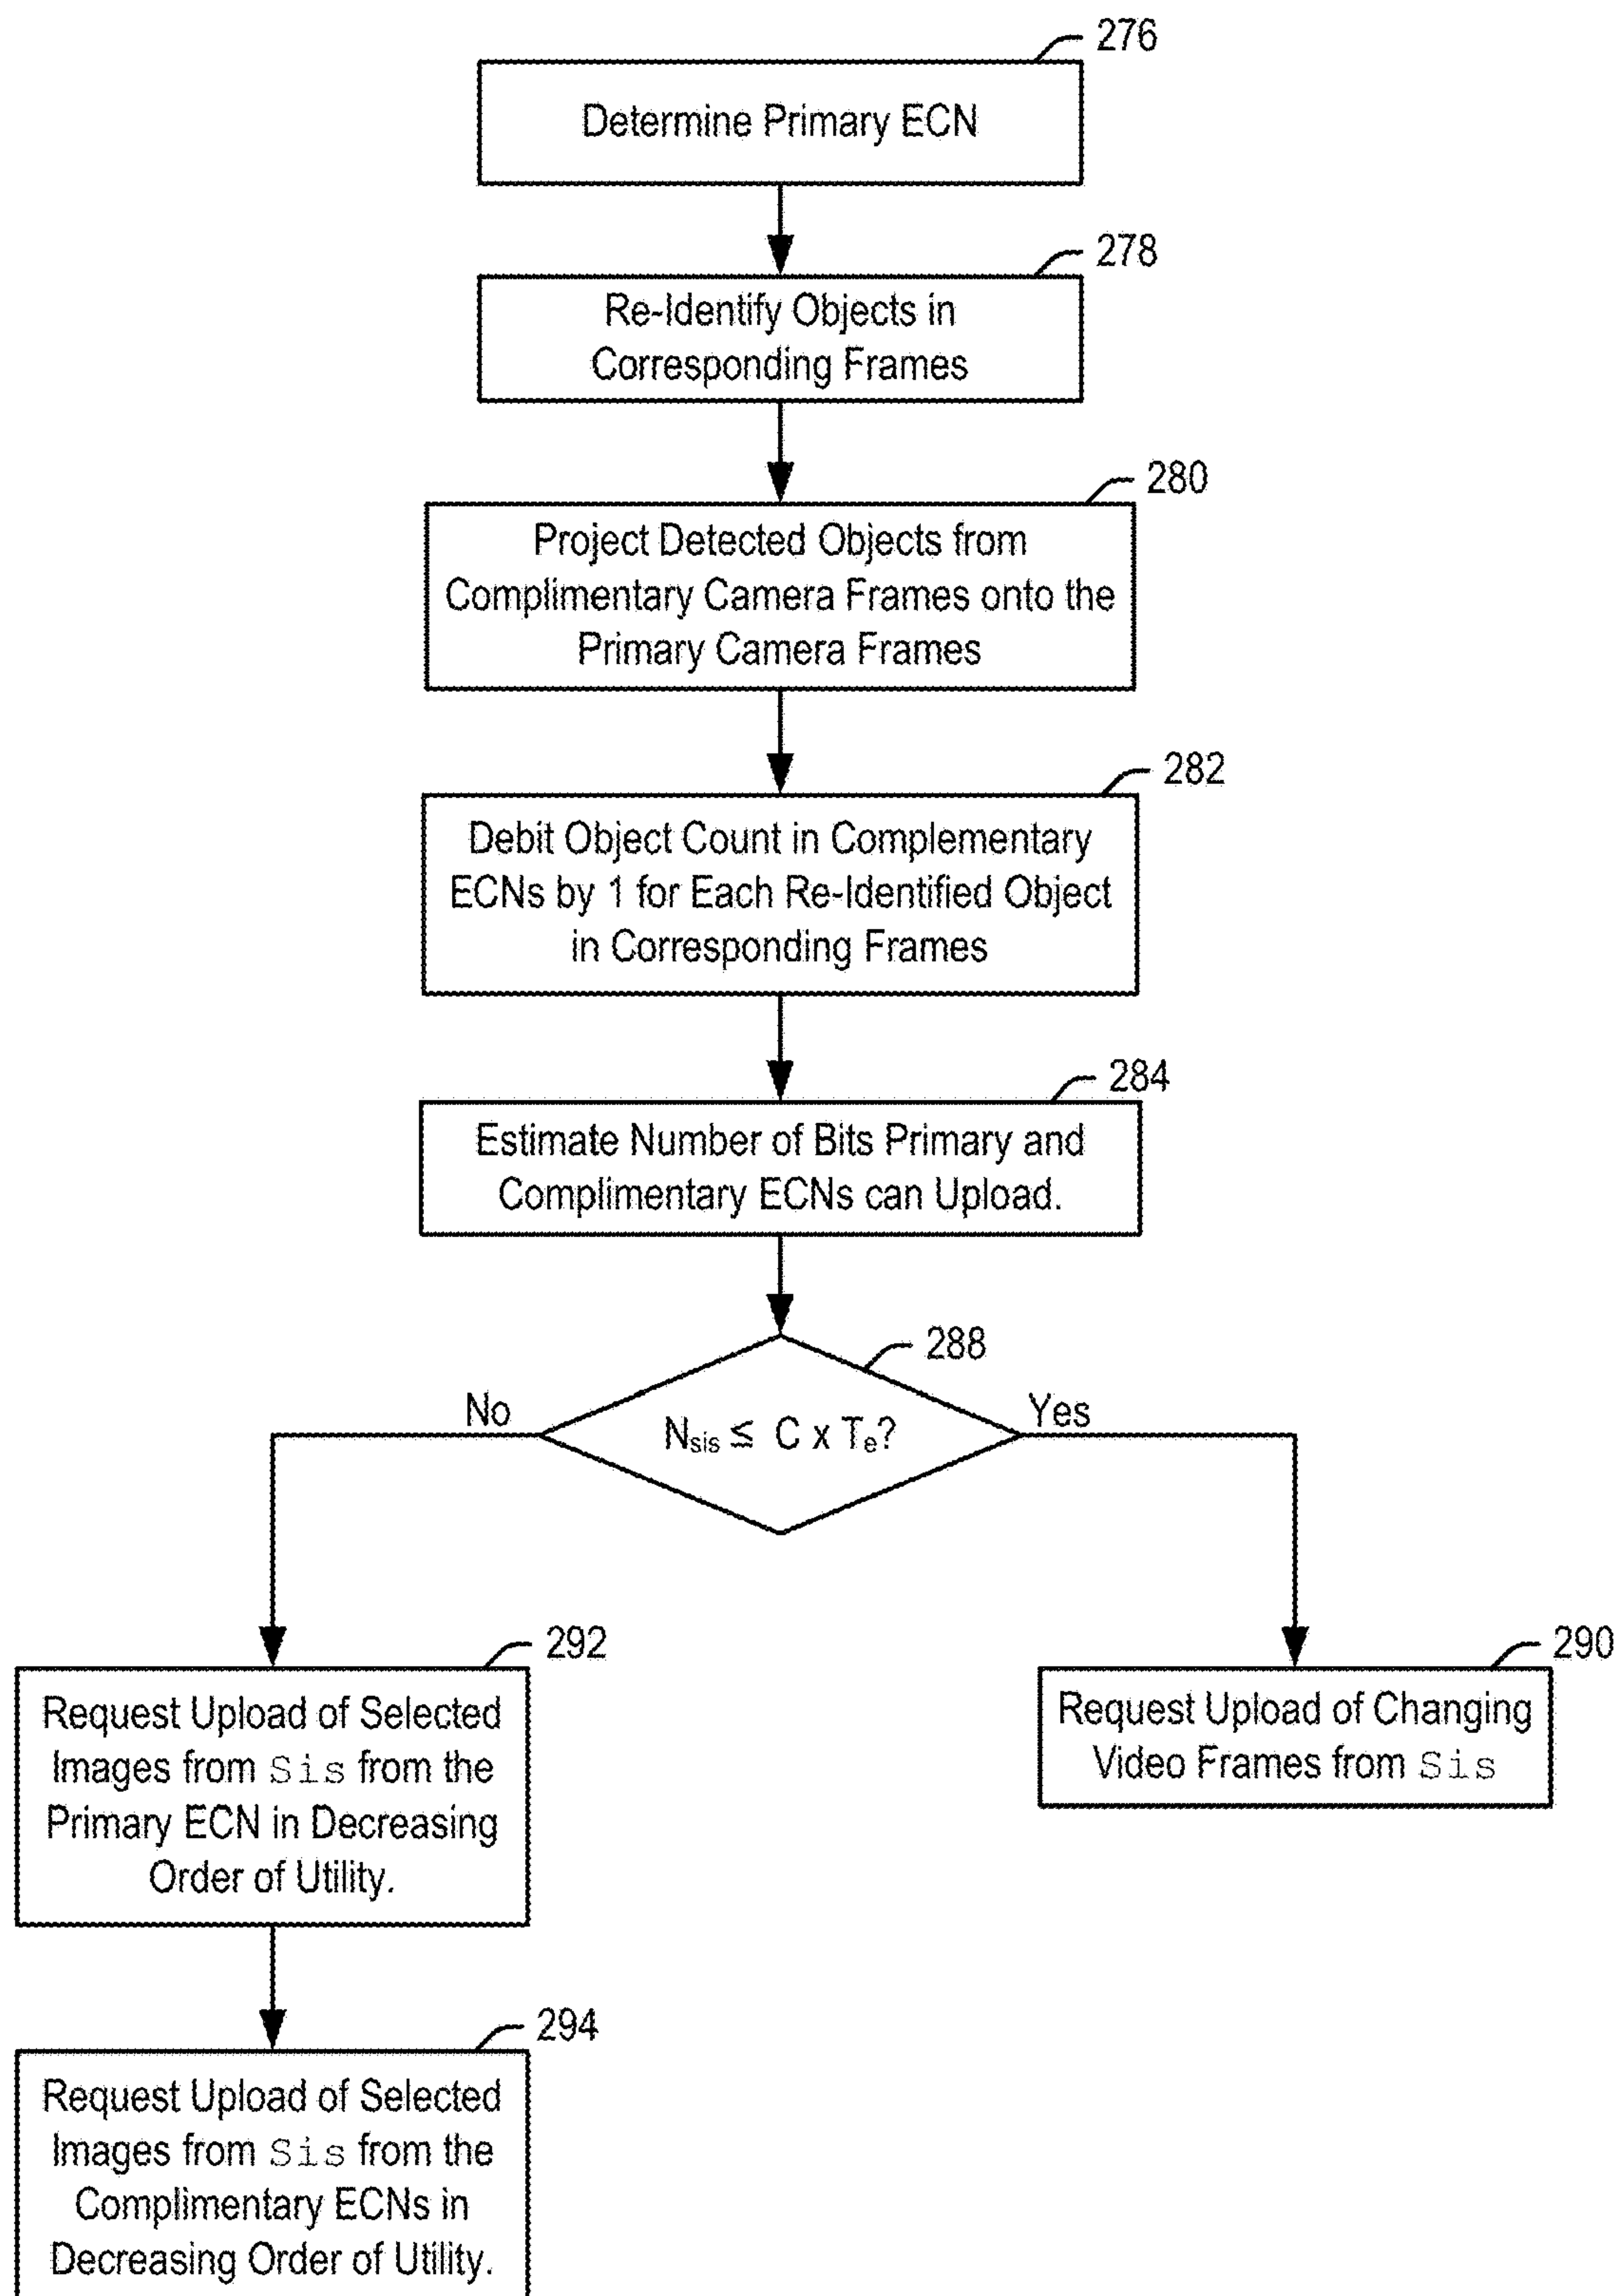 276
Determine Primary ECN
278
Re-Identify Objects in
Corresponding Frames
280
Project Detected Objects from
Complimentary Camera Frames onto the
Primary Camera Frames
282
Debit Object Count in Complementary
ECNs by 1 for Each Re-Identified Object
in Corresponding Frames
284
Estimate Number of Bits Primary and
Complimentary ECNs can Upload.
288
No
Yes
Nsis ≦ C x Te?
292
Request Upload of Selected
Images from Sis from the
Primary ECN in Decreasing
Order of Utility.
290
Request Upload of Changing
Video Frames from Sis
294
Request Upload of Selected
Images from Sis from the
Complimentary ECNs in
Decreasing Order of Utility.